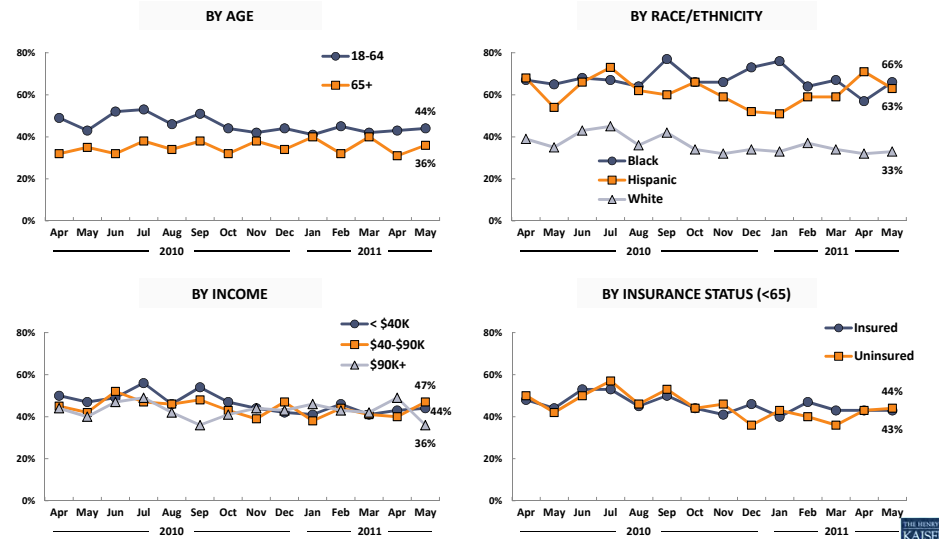 BY AGE
80%
60%
40%
20%
0%
18-64
65+
44%
36%
Apr May Jun Jul Aug Sep Oct Nov Dec Jan Feb Mar Apr May
2010 2011
BY RACE/ETHNICITY
80%
60%
40%
20%
0%
66%
63%
33%
Black
Hispanic
White
Apr May Jun Jul Aug Sep Oct Nov Dec Jan Feb Mar Apr May
2010 2011
BY INCOME
80%
60%
40%
20%
0%
< $40K
$40-$90K
$90K+
47%
44%
36%
Apr May Jun Jul Aug Sep Oct Nov Dec Jan Feb Mar Apr May
2010 2011
BY INSURANCE STATUS (<65)
80%
60%
40%
20%
0%
Insured
Uninsured
44%
43%
Apr May Jun Jul Aug Sep Oct Nov Dec Jan Feb Mar Apr May
2010 2011
THE HENRY
KAISE